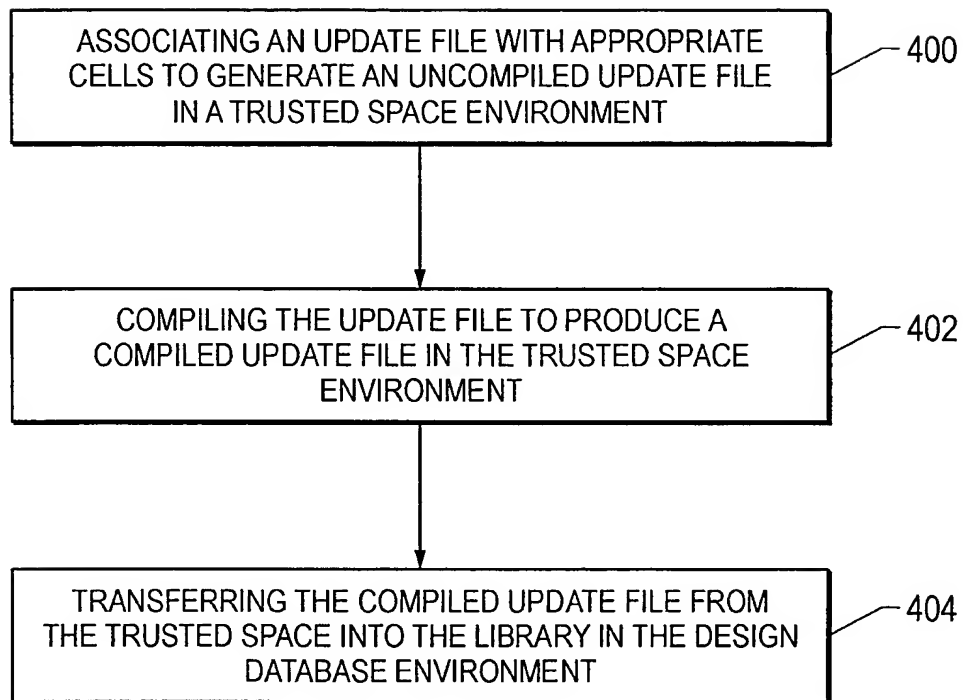 ASSOCIATING AN UPDATE FILE WITH APPROPRIATE
CELLS TO GENERATE AN UNCOMPILED UPDATE FILE
IN A TRUSTED SPACE ENVIRONMENT
400
COMPILING THE UPDATE FILE TO PRODUCE A
COMPILED UPDATE FILE IN THE TRUSTED SPACE
ENVIRONMENT
402
TRANSFERRING THE COMPILED UPDATE FILE FROM
THE TRUSTED SPACE INTO THE LIBRARY IN THE DESIGN
DATABASE ENVIRONMENT
404